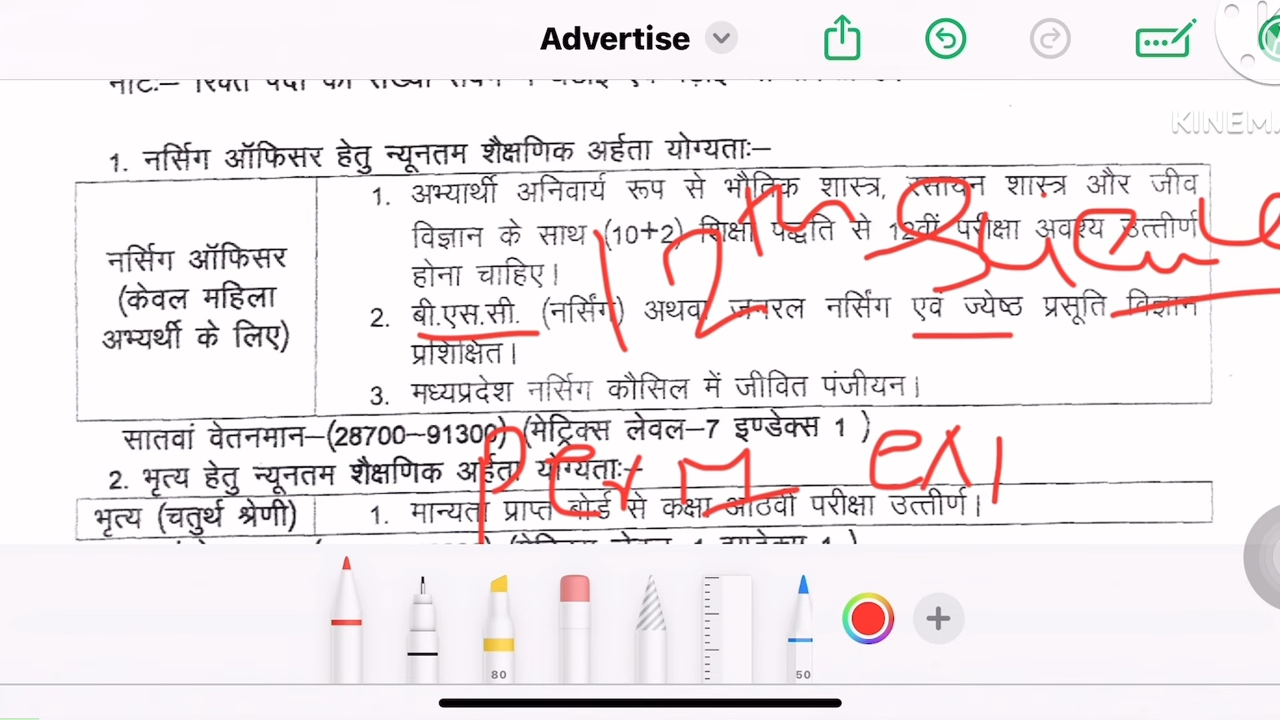 Advertise
KINEMA
1. नर्सिग ऑफिसर हेतु न्यूनतम शैक्षणिक अर्हता योग्यताः–
नर्सिग ऑफिसर
(केवल महिला
अभ्यर्थी के लिए)
1. अभ्यार्थी अनिवार्य रूप से भौतिक शास्त्र, रसायन शास्त्र और जीव
विज्ञान के साथ (10+2) शिक्षा पद्धति से 12वीं परीक्षा अवश्य उत्तीर्ण
होना चाहिए।
2. बी.एस.सी. (नर्सिंग) अथवा जनरल नर्सिंग एवं ज्येष्ठ प्रसूति विज्ञान
प्रशिक्षित।
3. मध्यप्रदेश नर्सिग कौसिल में जीवित पंजीयन।
12th Science
सातवां वेतनमान–(28700–91300) (मेट्रिक्स लेवल–7 इण्डेक्स 1 )
2. भृत्य हेतु न्यूनतम शैक्षणिक अर्हता योग्यताः–
भृत्य (चतुर्थ श्रेणी)
1. मान्यता प्राप्त बोर्ड से कक्षा आठवी परीक्षा उत्तीर्ण।
80
50